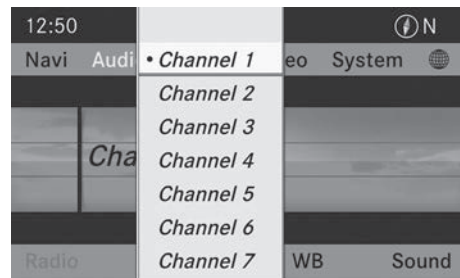 12:50 N
Navi Audi eo System
• Channel 1
Channel 2
Channel 3
Cha Channel 4
Channel 5
Channel 6
Radio Channel 7 WB Sound